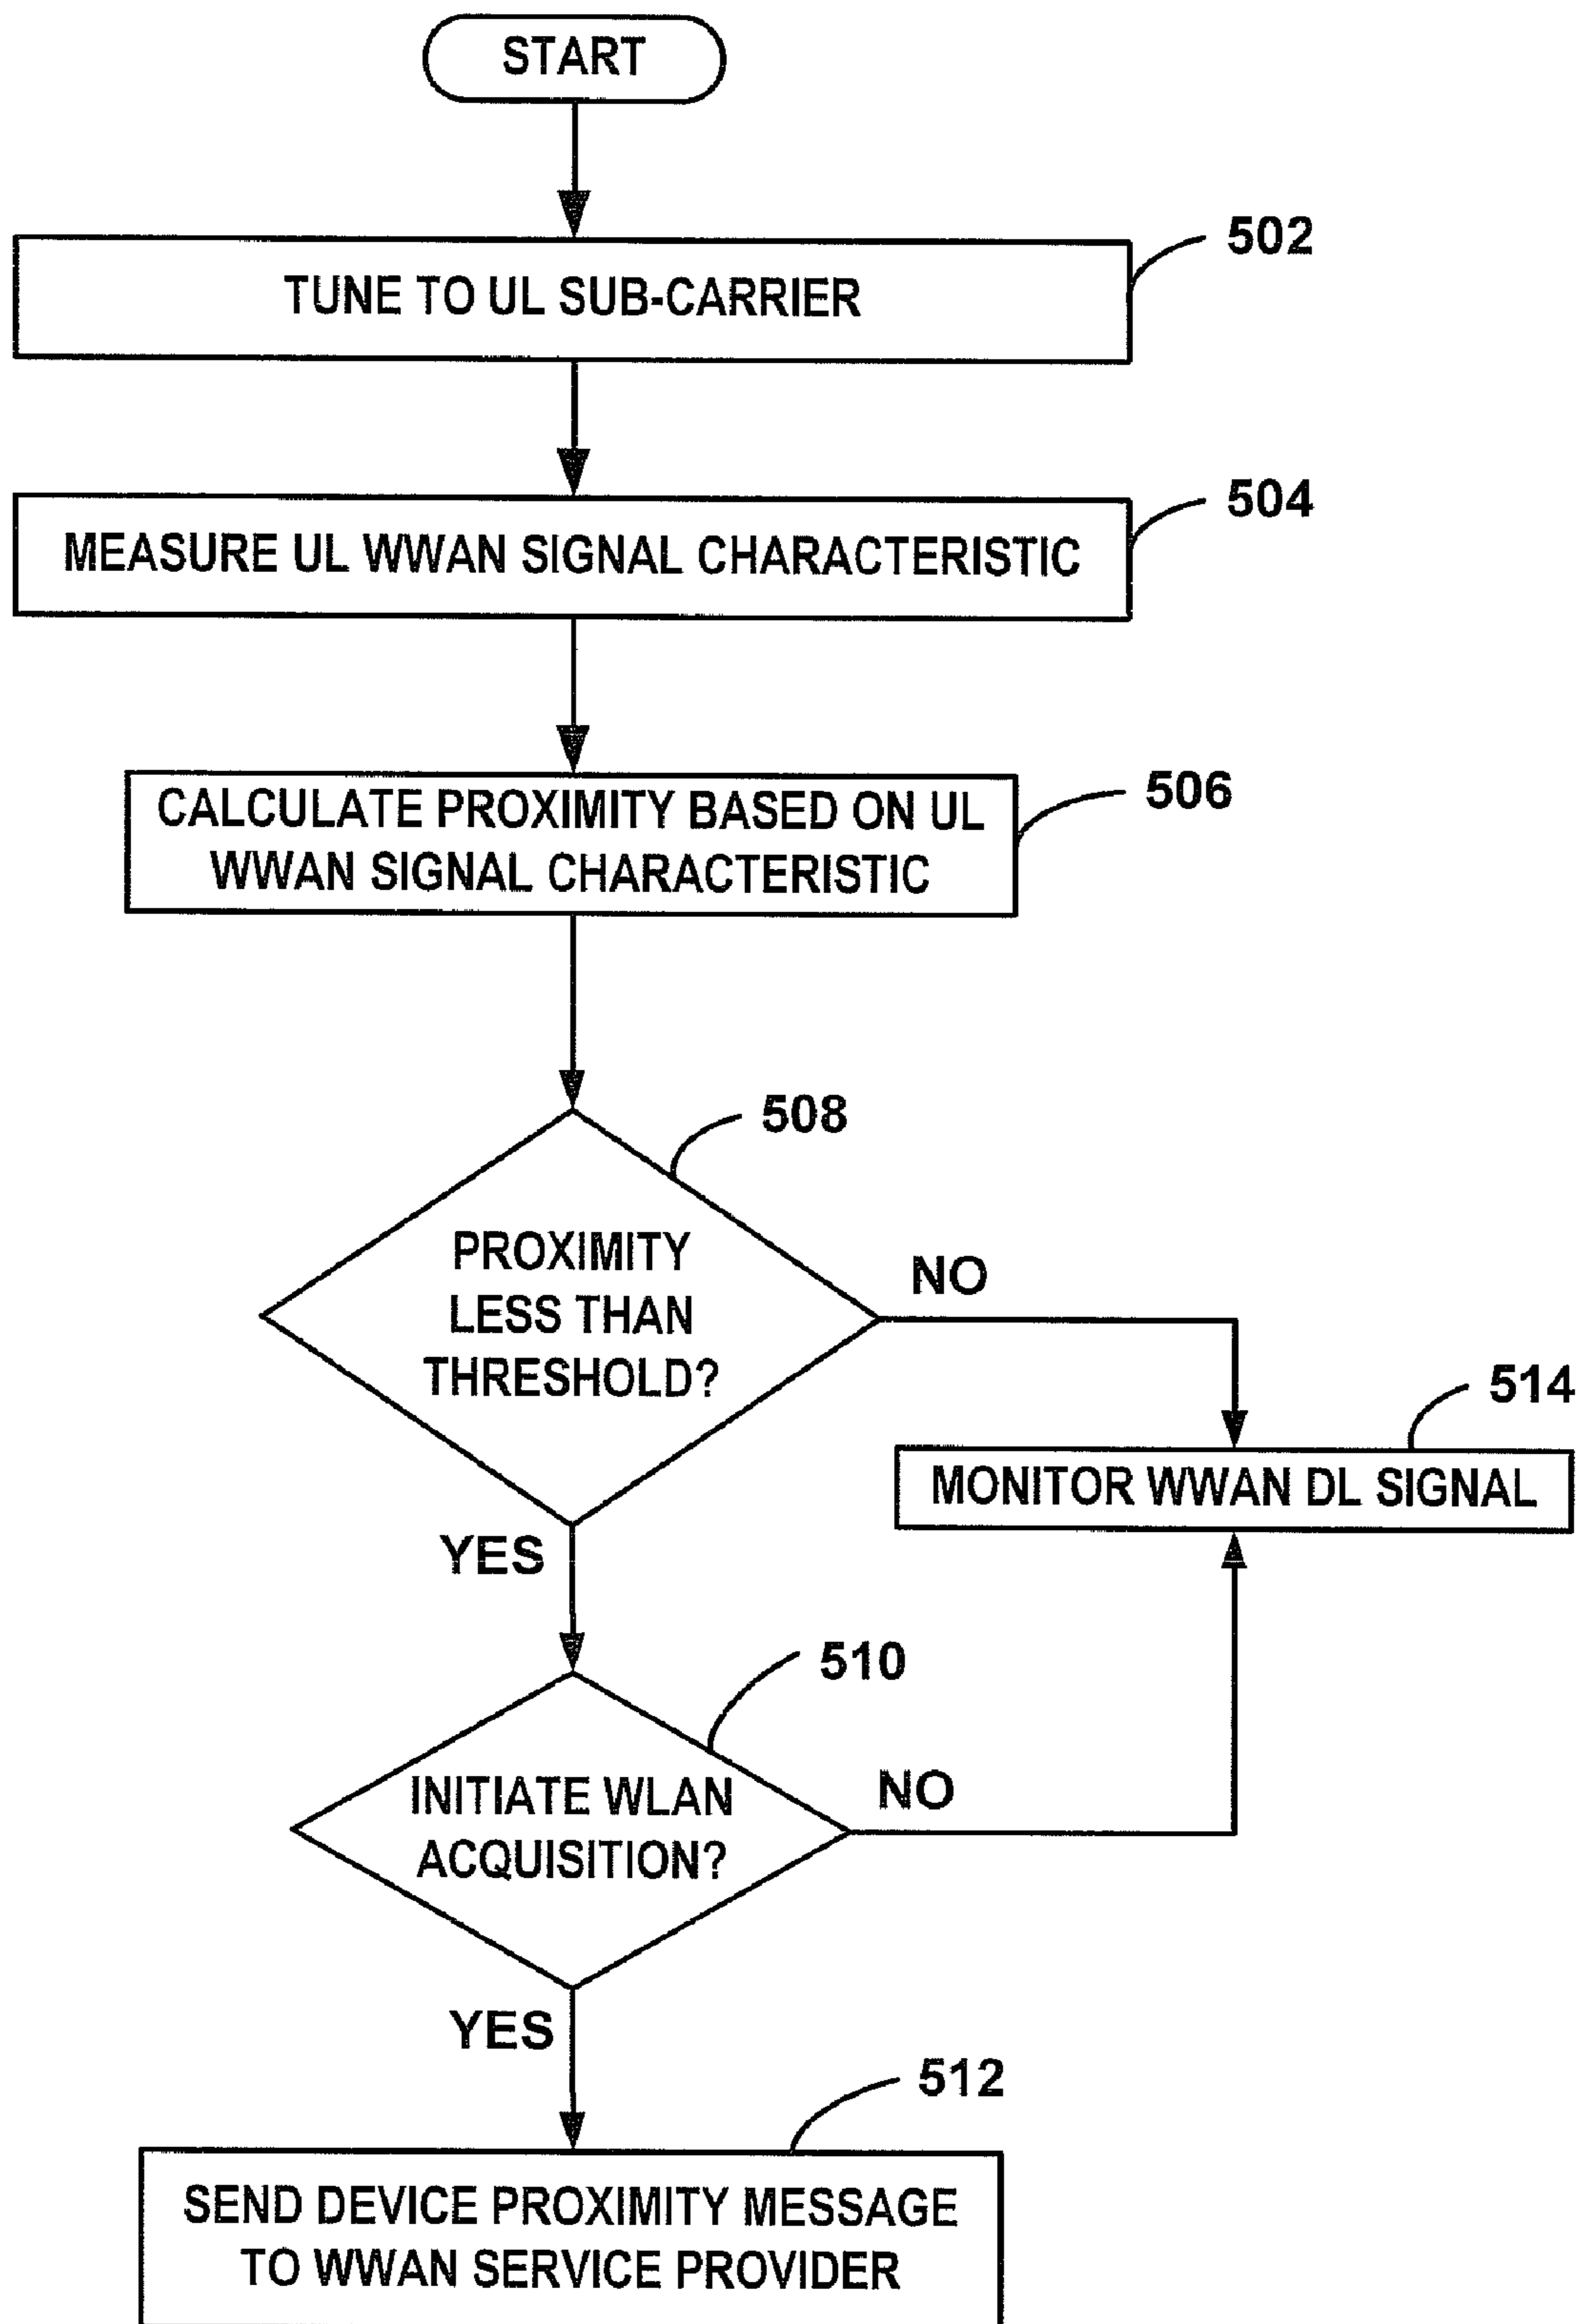 START
502
TUNE TO UL SUB-CARRIER
504
MEASURE UL WWAN SIGNAL CHARACTERISTIC
506
CALCULATE PROXIMITY BASED ON UL
WWAN SIGNAL CHARACTERISTIC
508
PROXIMITY
LESS THAN
THRESHOLD?
NO
514
MONITOR WWAN DL SIGNAL
YES
510
INITIATE WLAN
ACQUISITION?
NO
YES
512
SEND DEVICE PROXIMITY MESSAGE
TO WWAN SERVICE PROVIDER